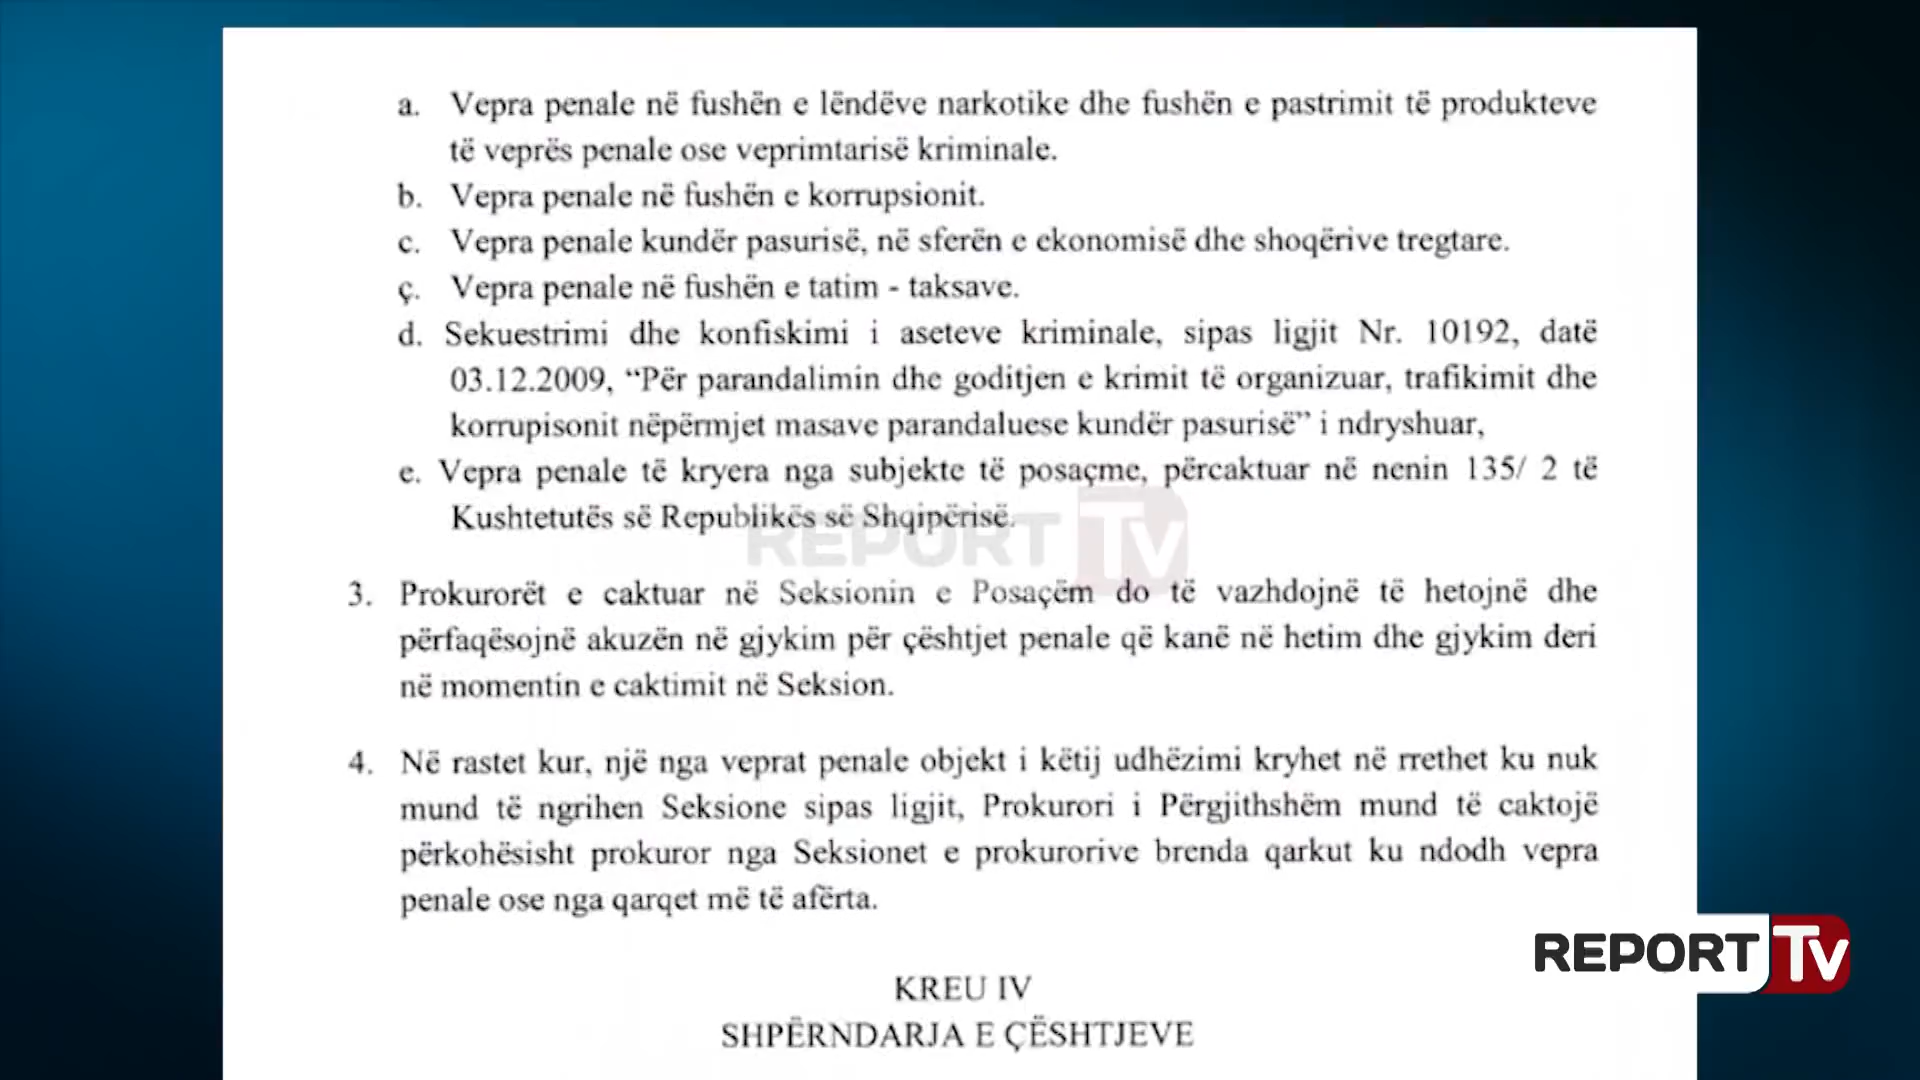 a. Vepra penale në fushën e lëndëve narkotike dhe fushën e pastrimit të produkteve
të veprës penale ose veprimtarisë kriminale.
b. Vepra penale në fushën e korrupsionit.
c. Vepra penale kundër pasurisë, në sferën e ekonomisë dhe shoqërive tregtare.
ç. Vepra penale në fushën e tatim - taksave.
d. Sekuestrimi dhe konfiskimi i aseteve kriminale, sipas ligjit Nr. 10192, datë
03.12.2009, “Për parandalimin dhe goditjen e krimit të organizuar, trafikimit dhe
korrupisonit nëpërmjet masave parandaluese kundër pasurisë” i ndryshuar,
e. Vepra penale të kryera nga subjekte të posaçme, përcaktuar në nenin 135/ 2 të
Kushtetutës së Republikës së Shqipërisë.
REPORT Tv
3. Prokurorët e caktuar në Seksionin e Posaçëm do të vazhdojnë të hetojnë dhe
përfaqësojnë akuzën në gjykim për çështjet penale që kanë në hetim dhe gjykim deri
në momentin e caktimit në Seksion.
4. Në rastet kur, një nga veprat penale objekt i këtij udhëzimi kryhet në rrethet ku nuk
mund të ngrihen Seksione sipas ligjit, Prokurori i Përgjithshëm mund të caktojë
përkohësisht prokuror nga Seksionet e prokurorive brenda qarkut ku ndodh vepra
penale ose nga qarqet më të afërta.
REPORT Tv
KREU IV
SHPËRNDARJA E ÇËSHTJEVE